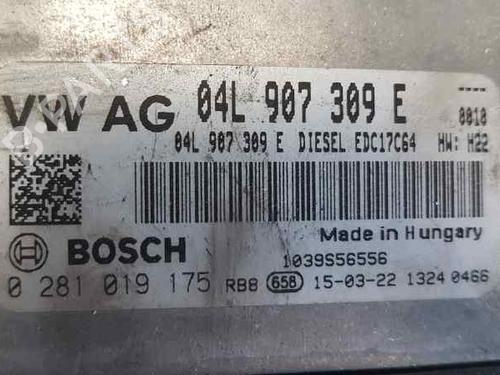 VW AG 04L 907 309 E 0010
04L 907 309 E DIESEL EDC17C64 HW: H22
Made in Hungary
BOSCH 1039S56556
0 281 019 175 RB8 658 15-03-22 1324 0466